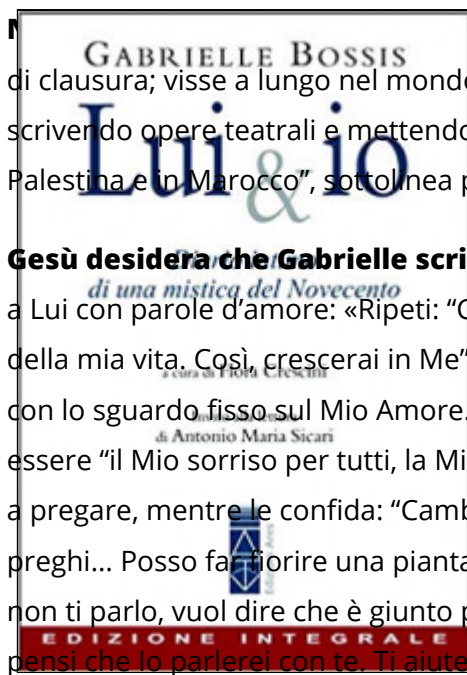 N
GABRIELLE BOSSIS
di clausura; visse a lungo nel mondo
Lui & io
scrivendo opere teatrali e mettendo
Palestina e in Marocco”, sottolinea p
Gesù desidera che Gabrielle scri
di una mistica del Novecento
a Lui con parole d’amore: «Ripeti: “C
della mia vita. Così, crescerai in Me”
a cura di Fiora Crescini
con lo sguardo fisso sul Mio Amore.
di Antonio Maria Sicari
essere “il Mio sorriso per tutti, la Mi
a pregare, mentre le confida: “Camb
preghi... Posso far fiorire una pianta
non ti parlo, vuol dire che è giunto p
EDIZIONE INTEGRALE
pensi che Io parlerei con te. Ti aiute